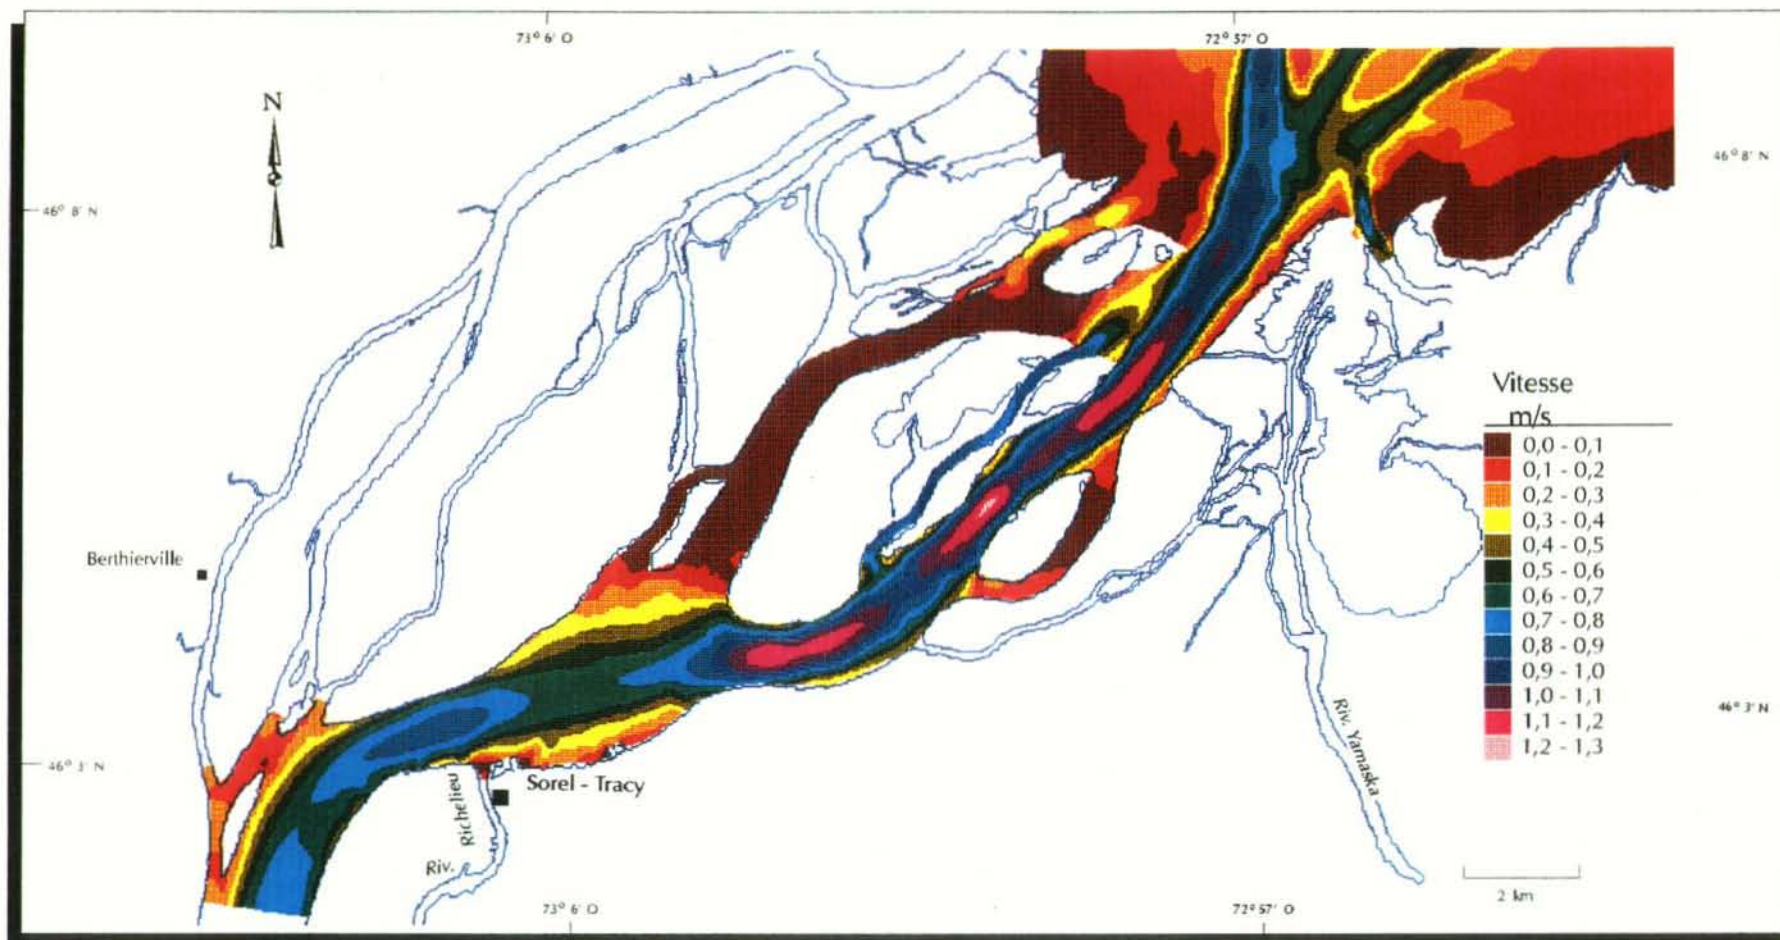 73° 6' O
72° 57' O
N
46° 8' N
46° 8' N
Vitesse
m/s
0,0 - 0,1
0,1 - 0,2
0,2 - 0,3
0,3 - 0,4
0,4 - 0,5
0,5 - 0,6
0,6 - 0,7
0,7 - 0,8
0,8 - 0,9
0,9 - 1,0
1,0 - 1,1
1,1 - 1,2
1,2 - 1,3
Berthierville
46° 3' N
46° 3' N
Sorel - Tracy
Riv. Richelieu
Riv. Yamaska
2 km
73° 6' O
72° 57' O